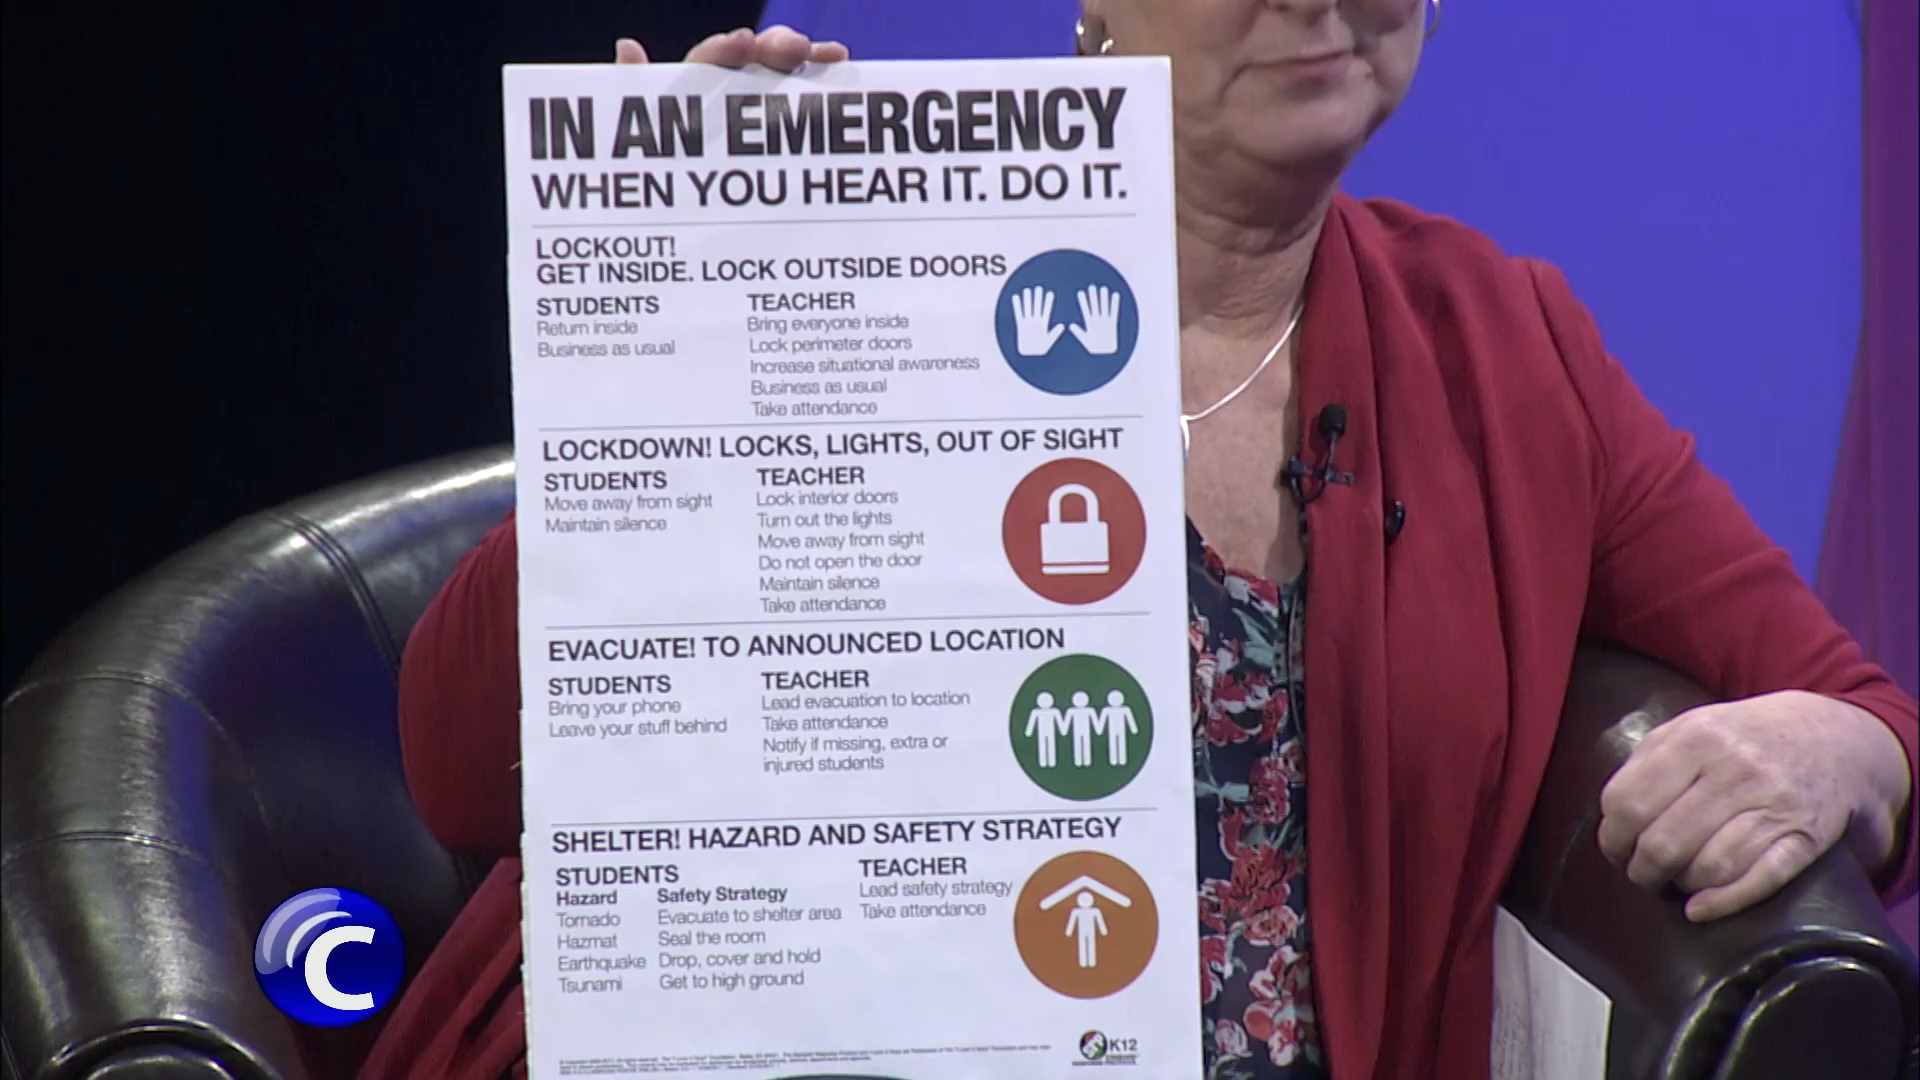 IN AN EMERGENCY
WHEN YOU HEAR IT. DO IT.
LOCKOUT!
GET INSIDE. LOCK OUTSIDE DOORS
STUDENTS
Return inside
Business as usual
TEACHER
Bring everyone inside
Lock perimeter doors
Increase situational awareness
Business as usual
Take attendance
LOCKDOWN! LOCKS, LIGHTS, OUT OF SIGHT
STUDENTS
Move away from sight
Maintain silence
TEACHER
Lock interior doors
Turn out the lights
Move away from sight
Do not open the door
Maintain silence
Take attendance
EVACUATE! TO ANNOUNCED LOCATION
STUDENTS
Bring your phone
Leave your stuff behind
TEACHER
Lead evacuation to location
Take attendance
Notify if missing, extra or
injured students
SHELTER! HAZARD AND SAFETY STRATEGY
STUDENTS
Hazard Safety Strategy
Tornado Evacuate to shelter area
Hazmat Seal the room
Earthquake Drop, cover and hold
Tsunami Get to high ground
TEACHER
Lead safety strategy
Take attendance
K12
C